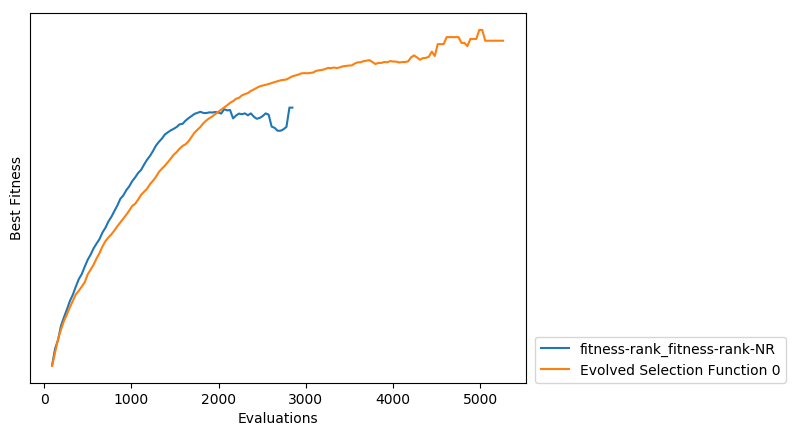 Best Fitness
0
1000
2000
3000
4000
5000
Evaluations
fitness-rank_fitness-rank-NR
Evolved Selection Function 0